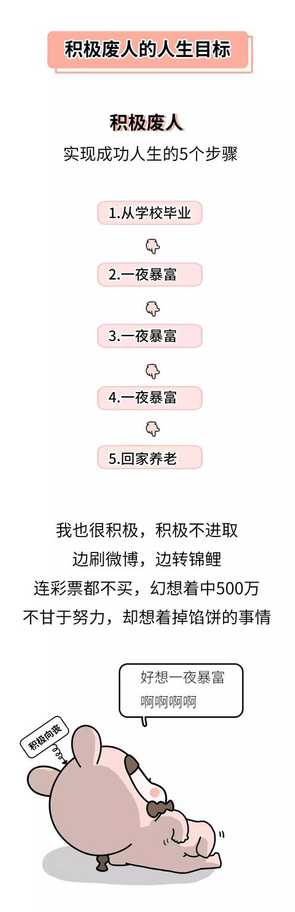 积极废人的人生目标
积极废人
实现成功人生的5个步骤
1.从学校毕业
2.一夜暴富
3.一夜暴富
4.一夜暴富
5.回家养老
我也很积极，积极不进取
边刷微博，边转锦鲤
连彩票都不买，幻想着中500万
不甘于努力，却想着掉馅饼的事情
好想一夜暴富
啊啊啊啊
积极向丧